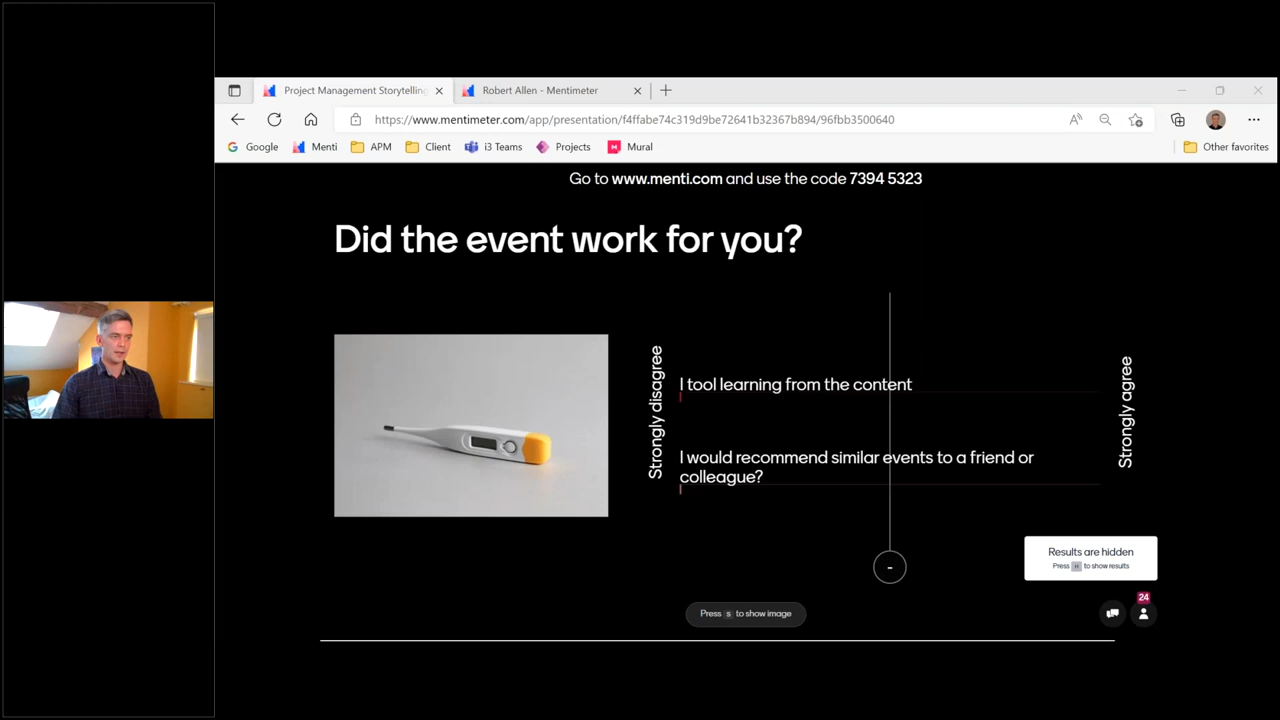 Project Management Storytelling
Robert Allen - Mentimeter
https://www.mentimeter.com/app/presentation/f4ffabe74c319d9be72641b32367b894/96fbb3500640
Google
Menti
APM
Client
i3 Teams
Projects
Mural
Other favorites
Go to www.menti.com and use the code 7394 5323
Did the event work for you?
Strongly disagree
I tool learning from the content
I would recommend similar events to a friend or
colleague?
Strongly agree
-
Results are hidden
Press H to show results
24
Press S to show image